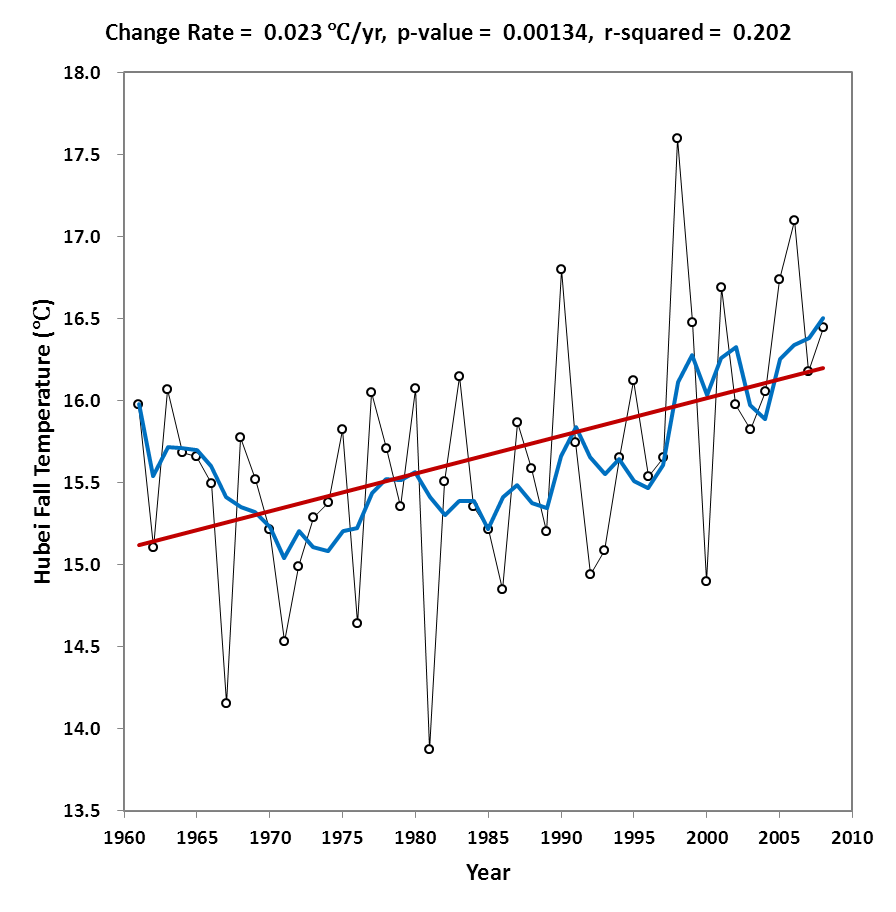 Change Rate = 0.023 ℃/yr, p-value = 0.00134, r-squared = 0.202
18.0
17.5
17.0
16.5
16.0
15.5
15.0
14.5
14.0
13.5
Hubei Fall Temperature (℃)
1960 1965 1970 1975 1980 1985 1990 1995 2000 2005 2010
Year